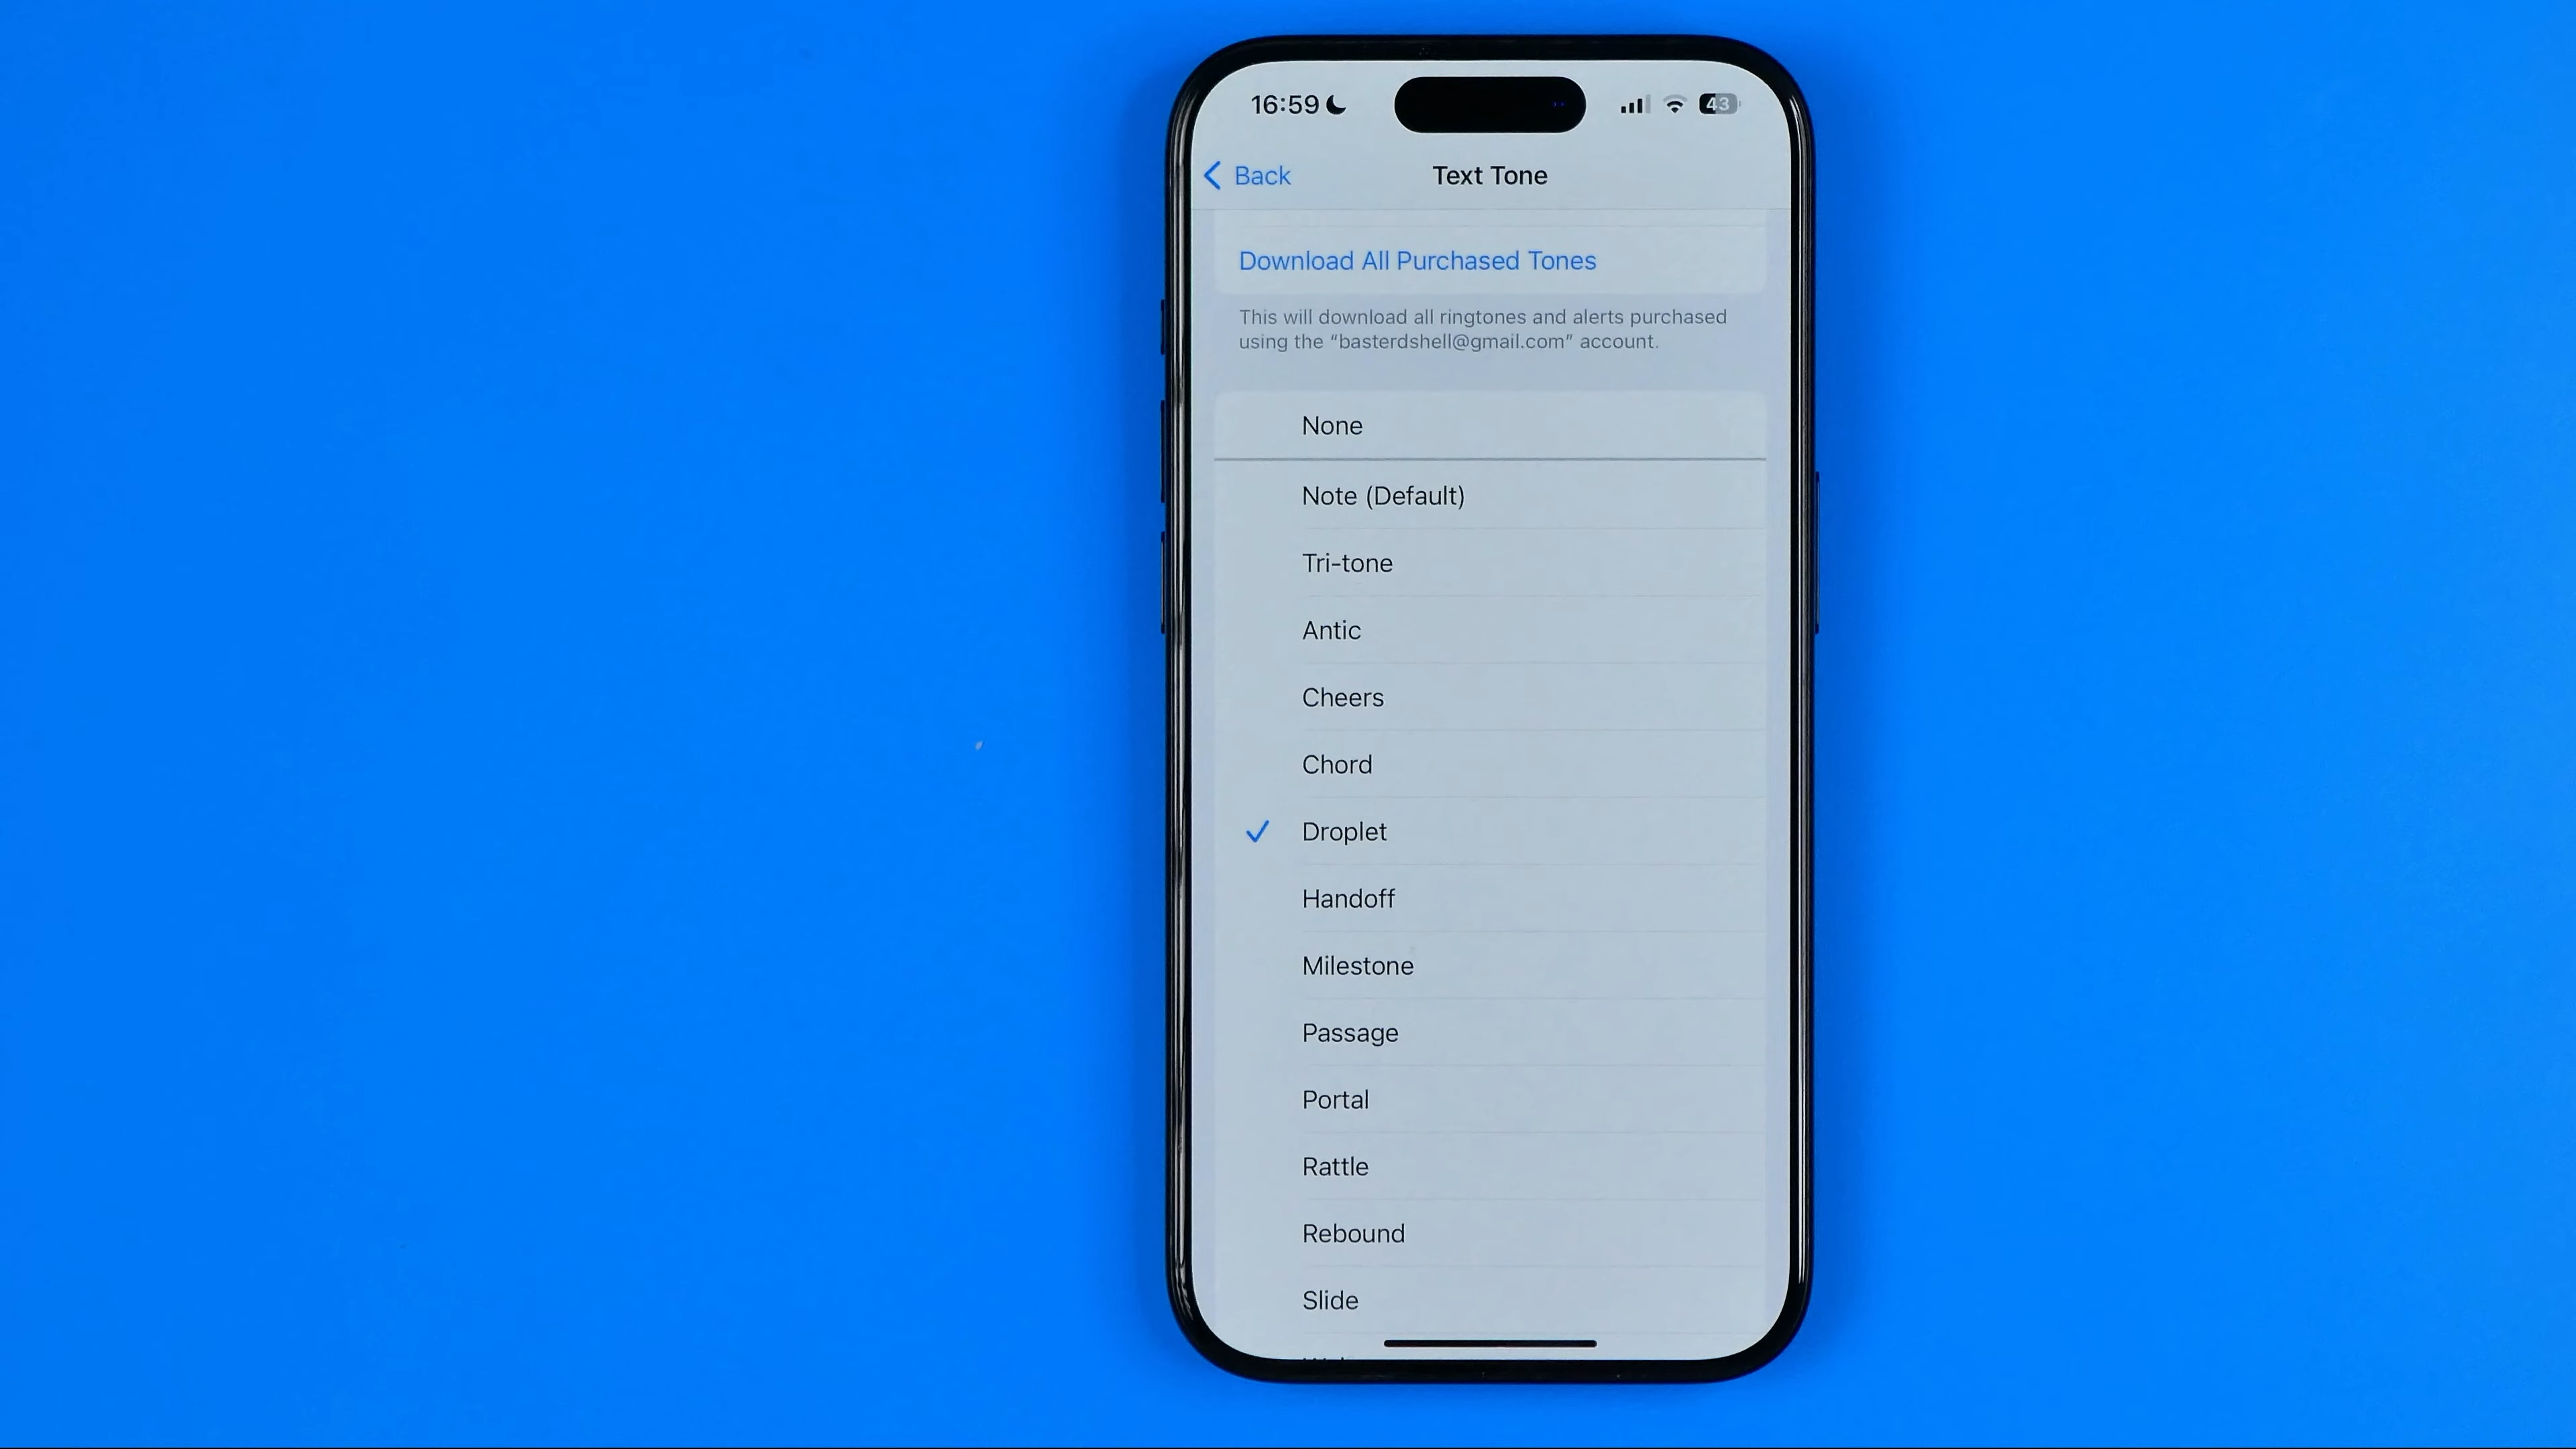 16:59
43
Back
Text Tone
Download All Purchased Tones
This will download all ringtones and alerts purchased
using the “basterdshell@gmail.com” account.
None
Note (Default)
Tri-tone
Antic
Cheers
Chord
Droplet
Handoff
Milestone
Passage
Portal
Rattle
Rebound
Slide